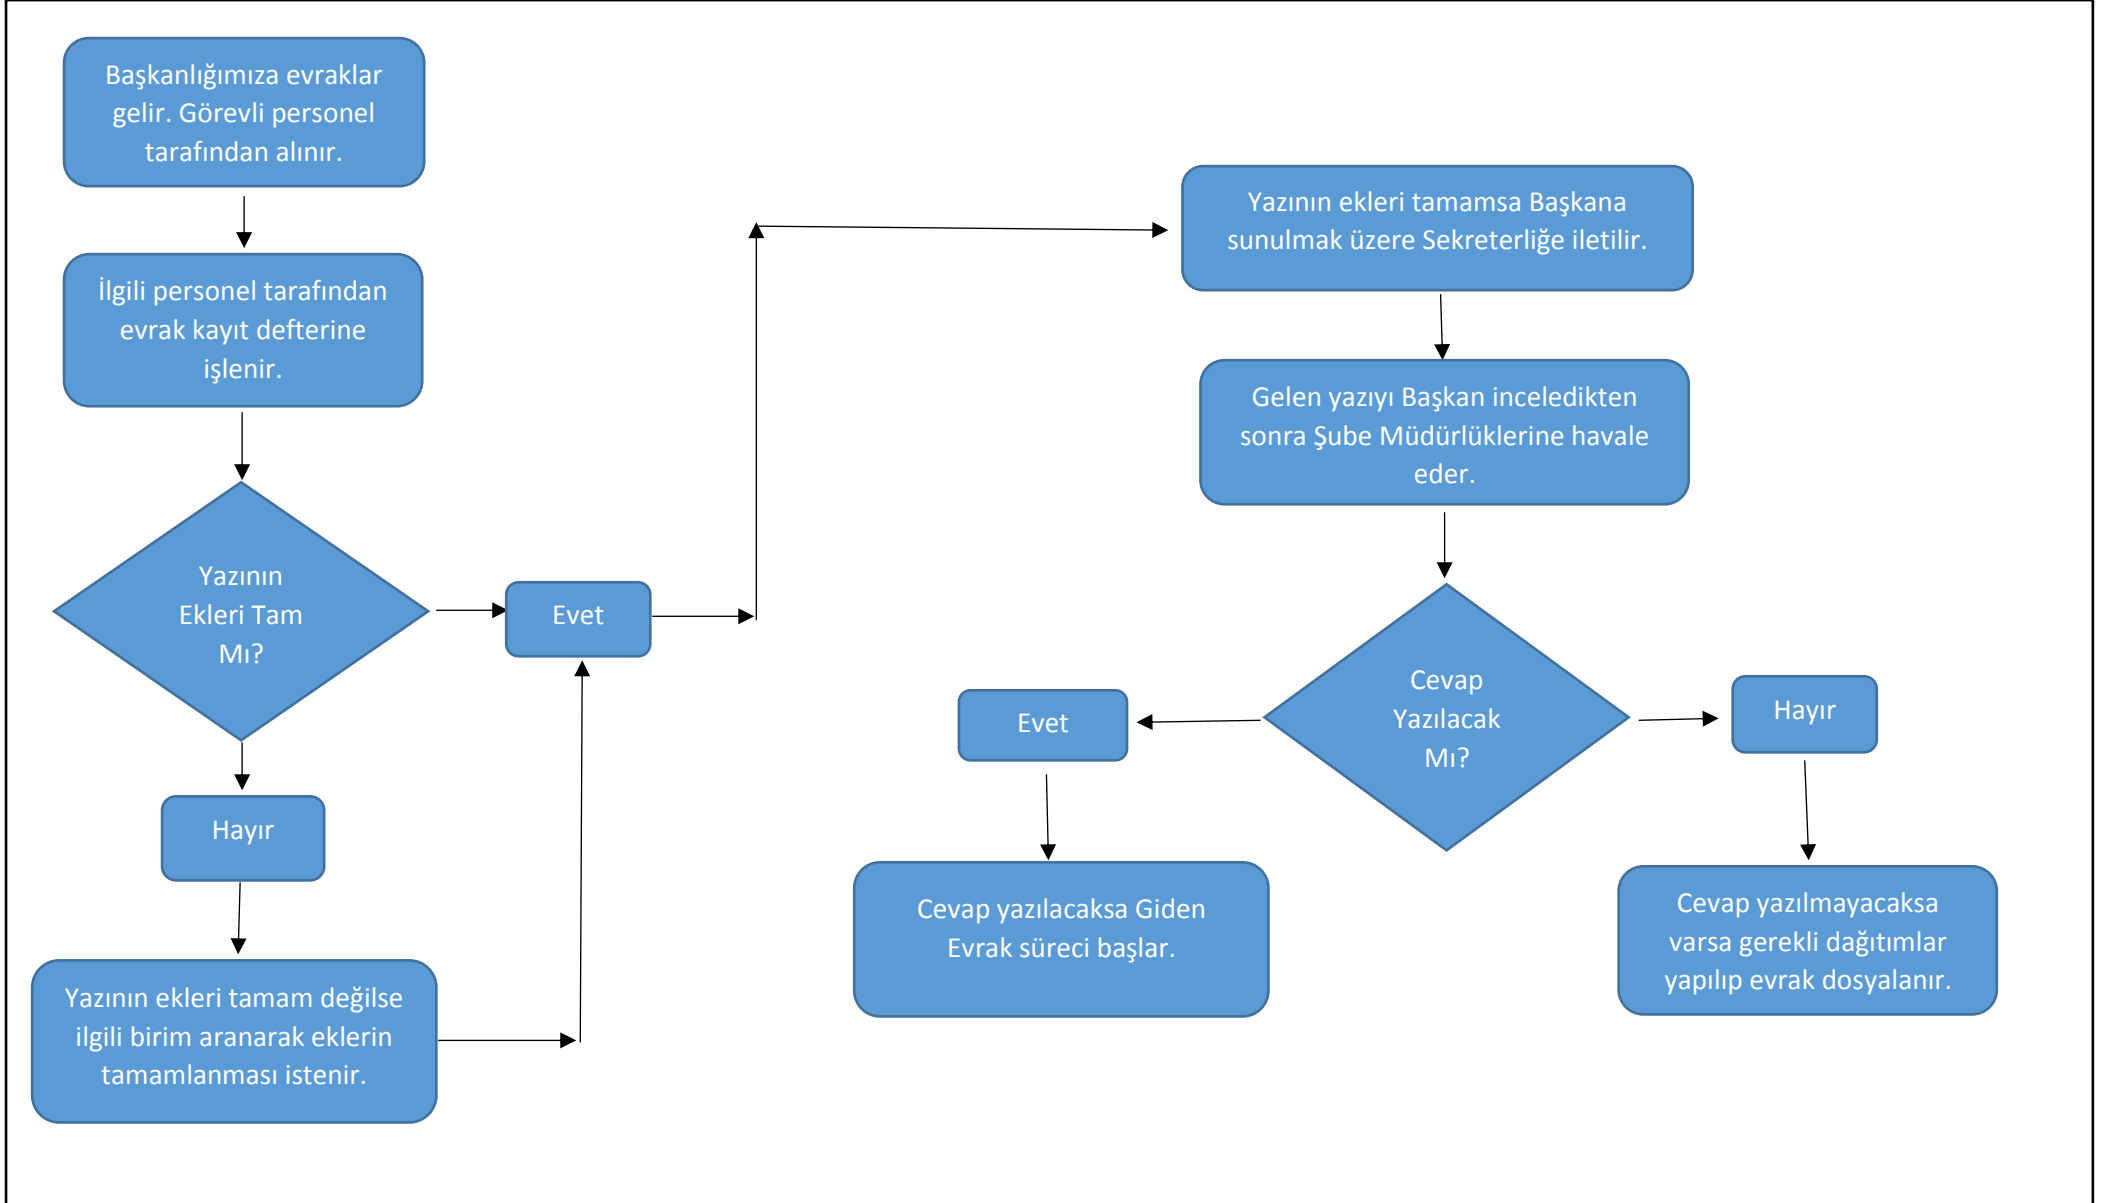 Başkanlığımıza evraklar
gelir. Görevli personel
tarafından alınır.
İlgili personel tarafından
evrak kayıt defterine
işlenir.
Yazının
Ekleri Tam
Mı?
Evet
Hayır
Yazının ekleri tamam değilse
ilgili birim aranarak eklerin
tamamlanması istenir.
Yazının ekleri tamamsa Başkana
sunulmak üzere Sekreterliğe iletilir.
Gelen yazıyı Başkan inceledikten
sonra Şube Müdürlüklerine havale
eder.
Cevap
Yazılacak
Mı?
Evet
Hayır
Cevap yazılacaksa Giden
Evrak süreci başlar.
Cevap yazılmayacaksa
varsa gerekli dağıtımlar
yapılıp evrak dosyalanır.